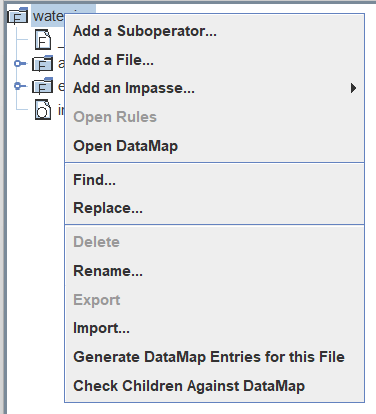 Add a Suboperator...
Add a File...
Add an Impasse...
Open Rules
Open DataMap
Find...
Replace...
Delete
Rename...
Export
Import...
Generate DataMap Entries for this File
Check Children Against DataMap